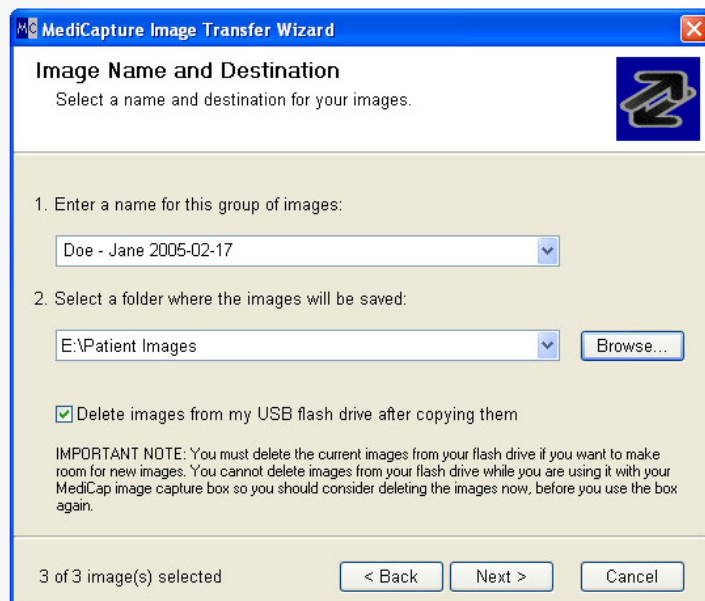 MC MediCapture Image Transfer Wizard
Image Name and Destination
Select a name and destination for your images.
1. Enter a name for this group of images:
Doe - Jane 2005-02-17
2. Select a folder where the images will be saved:
E:\Patient Images
Browse...
Delete images from my USB flash drive after copying them
IMPORTANT NOTE: You must delete the current images from your flash drive if you want to make
room for new images. You cannot delete images from your flash drive while you are using it with your
MediCap image capture box so you should consider deleting the images now, before you use the box
again.
3 of 3 image(s) selected
< Back
Next >
Cancel